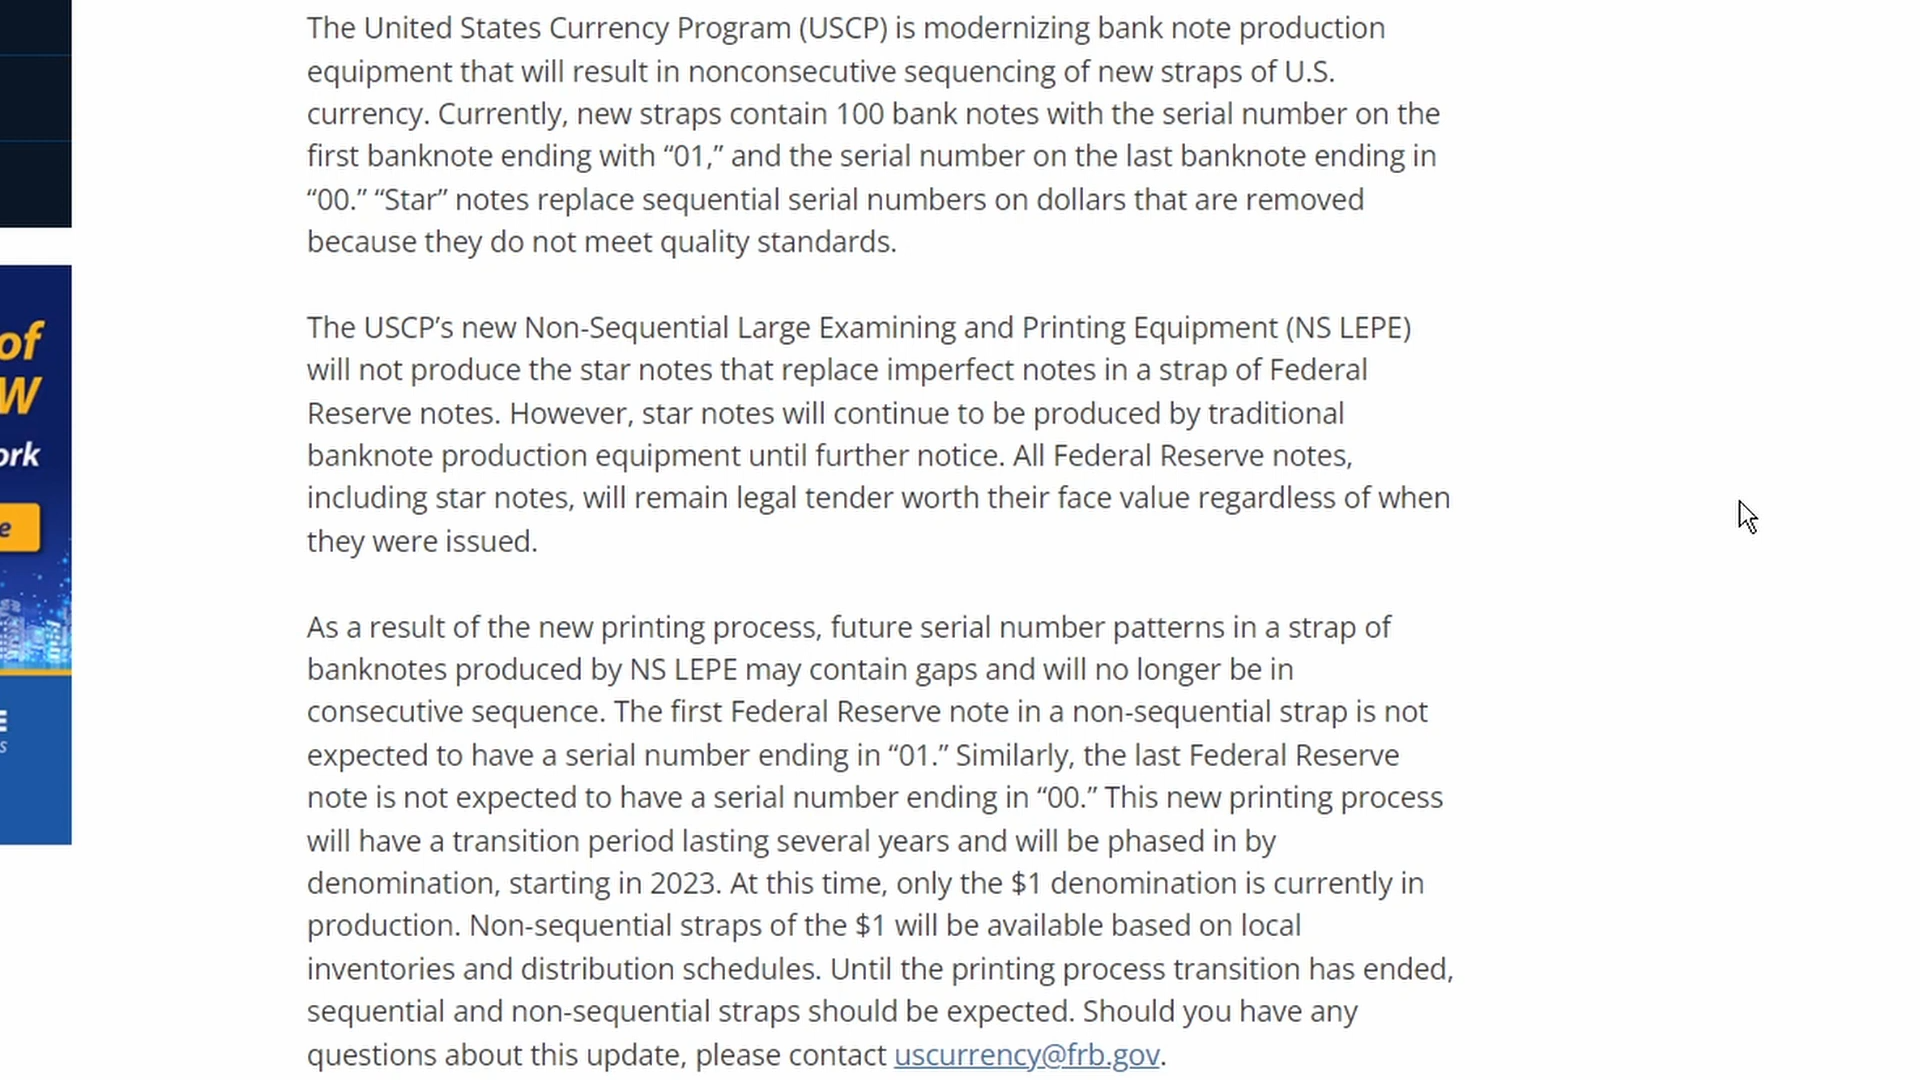 The United States Currency Program (USCP) is modernizing bank note production
equipment that will result in nonconsecutive sequencing of new straps of U.S.
currency. Currently, new straps contain 100 bank notes with the serial number on the
first banknote ending with “01,” and the serial number on the last banknote ending in
“00.” “Star” notes replace sequential serial numbers on dollars that are removed
because they do not meet quality standards.
The USCP’s new Non-Sequential Large Examining and Printing Equipment (NS LEPE)
will not produce the star notes that replace imperfect notes in a strap of Federal
Reserve notes. However, star notes will continue to be produced by traditional
banknote production equipment until further notice. All Federal Reserve notes,
including star notes, will remain legal tender worth their face value regardless of when
they were issued.
As a result of the new printing process, future serial number patterns in a strap of
banknotes produced by NS LEPE may contain gaps and will no longer be in
consecutive sequence. The first Federal Reserve note in a non-sequential strap is not
expected to have a serial number ending in “01.” Similarly, the last Federal Reserve
note is not expected to have a serial number ending in “00.” This new printing process
will have a transition period lasting several years and will be phased in by
denomination, starting in 2023. At this time, only the $1 denomination is currently in
production. Non-sequential straps of the $1 will be available based on local
inventories and distribution schedules. Until the printing process transition has ended,
sequential and non-sequential straps should be expected. Should you have any
questions about this update, please contact uscurrency@frb.gov.
of